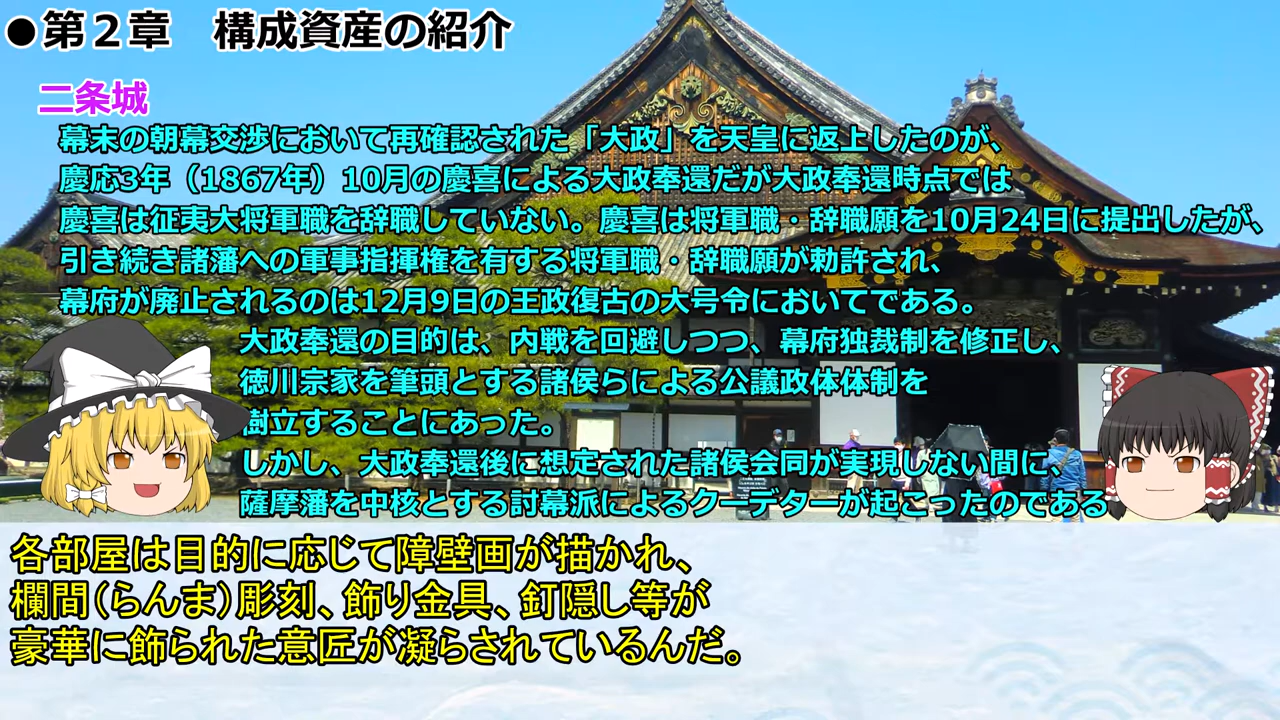 ●第２章　構成資産の紹介
二条城
幕末の朝幕交渉において再確認された「大政」を天皇に返上したのが、
慶応3年（1867年）10月の慶喜による大政奉還だが大政奉還時点では
慶喜は征夷大将軍職を辞職していない。慶喜は将軍職・辞職願を10月24日に提出したが、
引き続き諸藩への軍事指揮権を有する将軍職・辞職願が勅許され、
幕府が廃止されるのは12月9日の王政復古の大号令においてである。
大政奉還の目的は、内戦を回避しつつ、幕府独裁制を修正し、
徳川宗家を筆頭とする諸侯らによる公議政体体制を
樹立することにあった。
しかし、大政奉還後に想定された諸侯会同が実現しない間に、
薩摩藩を中核とする討幕派によるクーデターが起こったのである
各部屋は目的に応じて障壁画が描かれ、
欄間（らんま）彫刻、飾り金具、釘隠し等が
豪華に飾られた意匠が凝らされているんだ。